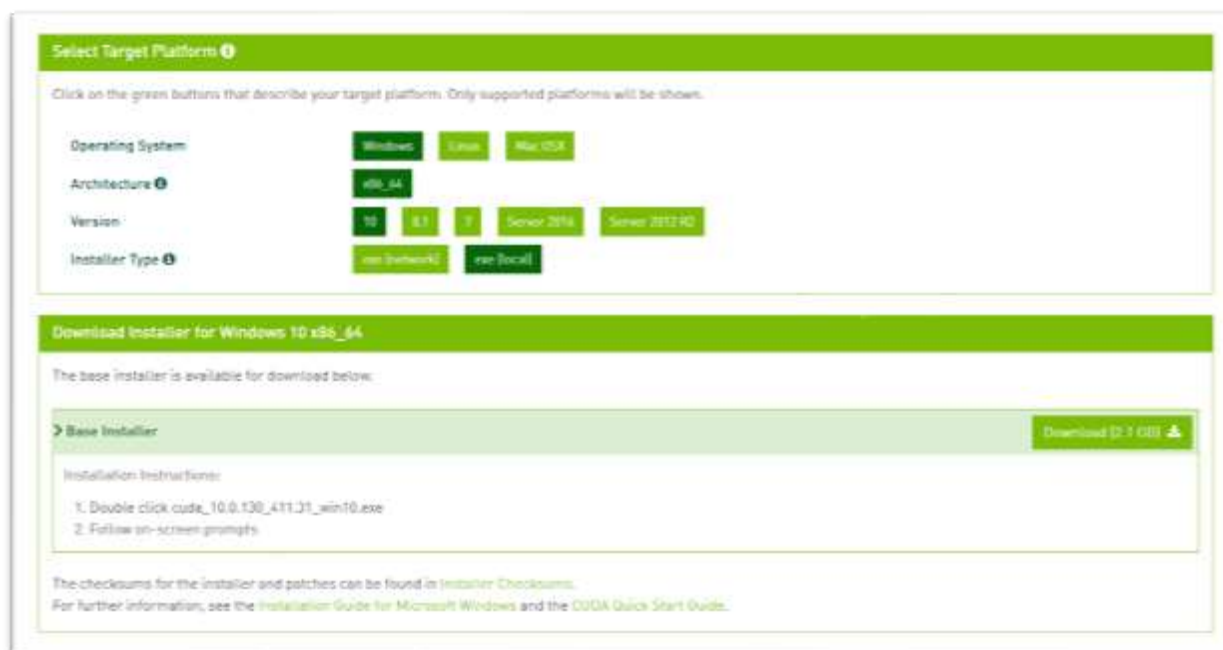 Select Target Platform
Click on the green buttons that describe your target platform. Only supported platforms will be shown.
Operating System Windows Linux Mac OSX
Architecture x86_64
Version 10 8.1 7 Server 2016 Server 2012 R2
Installer Type exe [network] exe [local]
Download Installer for Windows 10 x86_64
The base installer is available for download below.
Base Installer Download [2.1 GB]
Installation Instructions:
1. Double click cuda_10.0.130_411.31_win10.exe
2. Follow on-screen prompts
The checksums for the installer and patches can be found in Installer Checksums.
For further information, see the Installation Guide for Microsoft Windows and the CUDA Quick Start Guide.